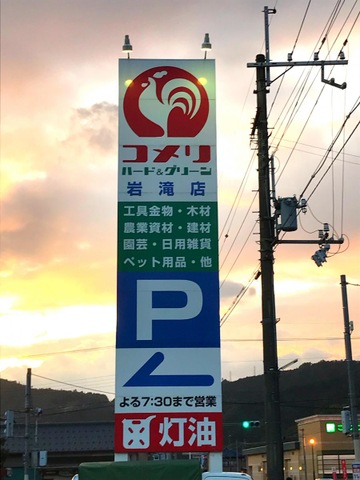 コメリ
ハード&グリーン
岩滝店
工具金物・木材
農業資材・建材
園芸・日用雑貨
ペット用品・他
P
よる7:30まで営業
灯油